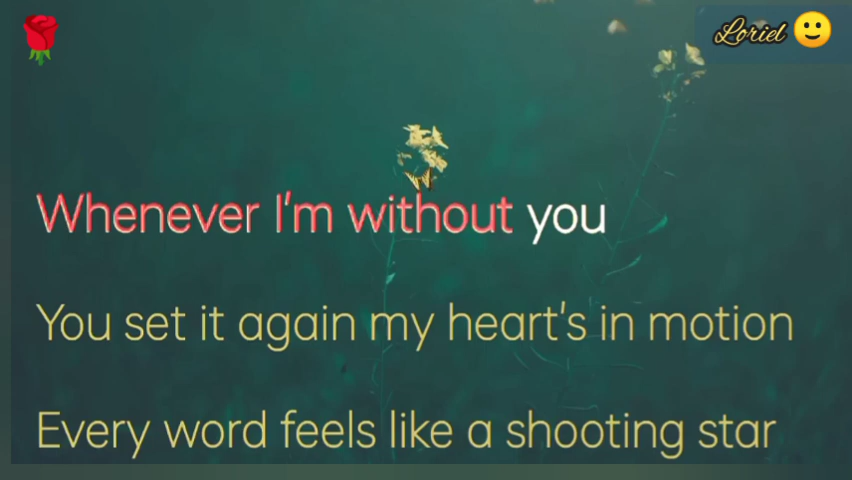 Loriel
Whenever I'm without you
You set it again my heart's in motion
Every word feels like a shooting star